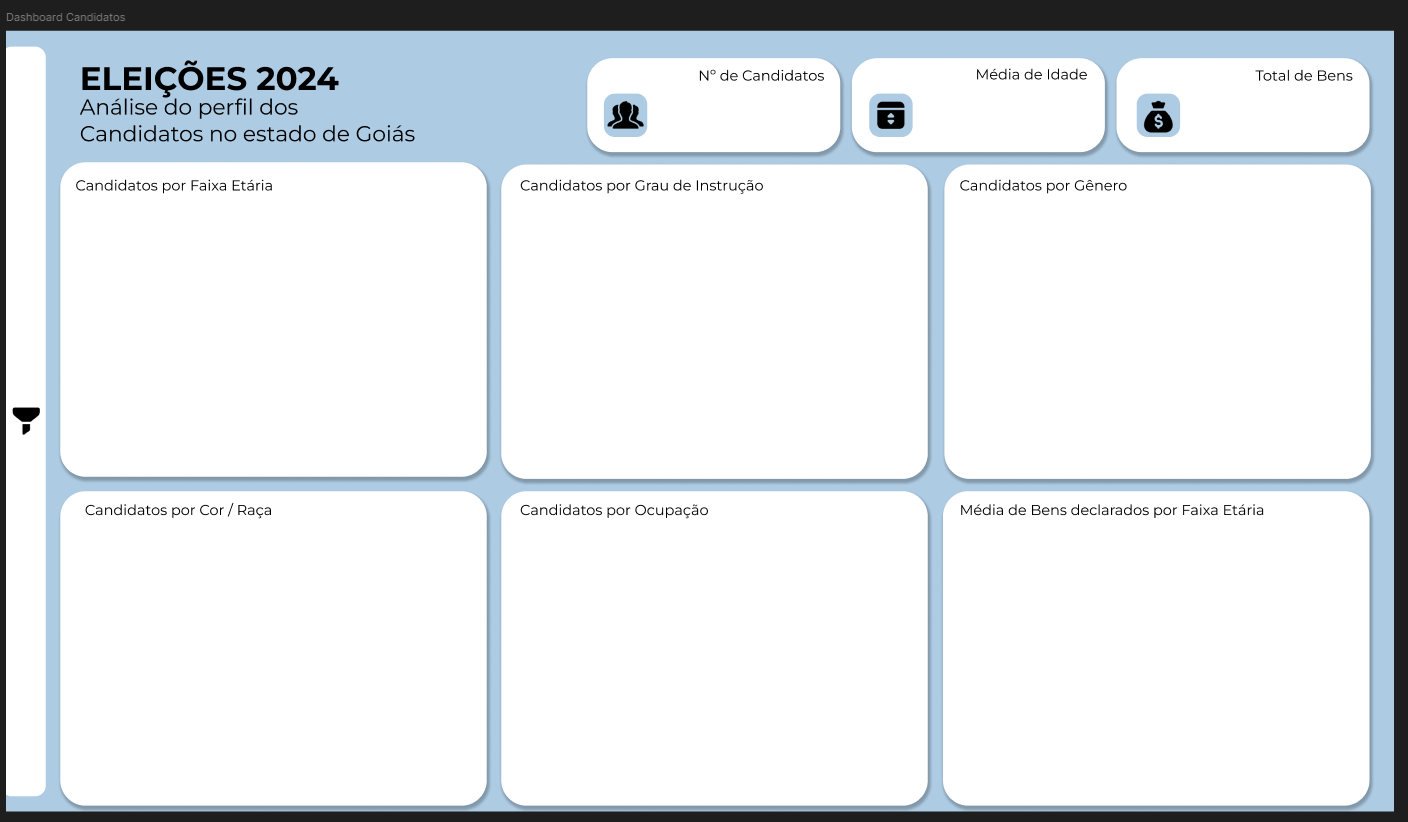 Dashboard Candidatos
ELEIÇÕES 2024
Análise do perfil dos
Candidatos no estado de Goiás
Nº de Candidatos
Média de Idade
Total de Bens
$
Candidatos por Faixa Etária
Candidatos por Grau de Instrução
Candidatos por Gênero
Candidatos por Cor / Raça
Candidatos por Ocupação
Média de Bens declarados por Faixa Etária